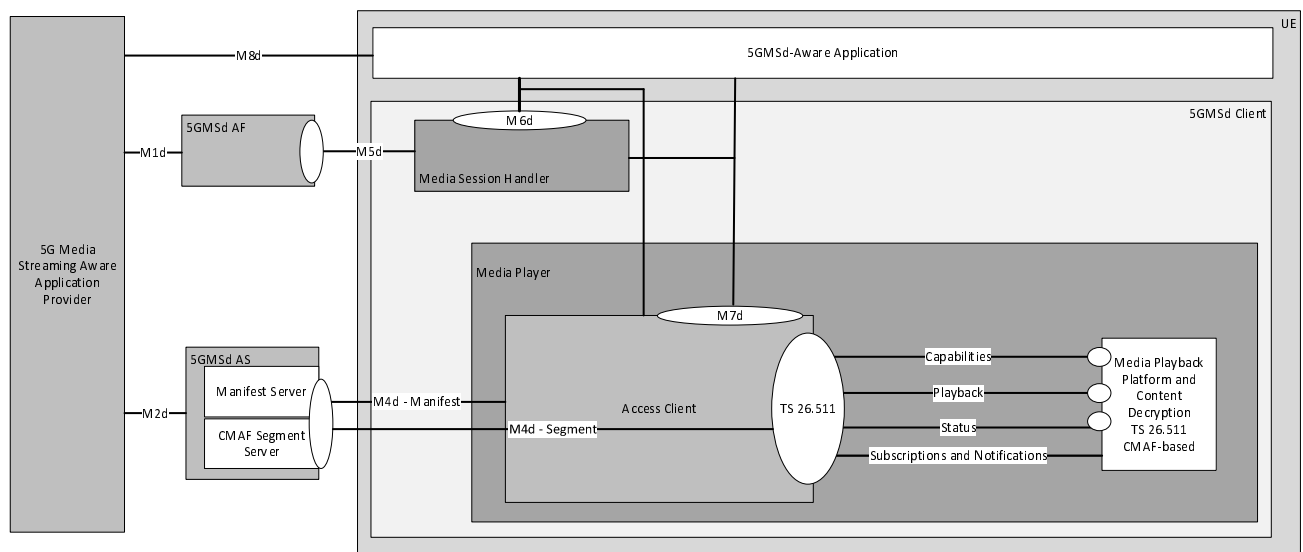 UE
M8d
5GMSd-Aware Application
5GMSd Client
5GMSd AF
M6d
M1d
M5d
Media Session Handler
5G Media
Streaming Aware
Application
Provider
Media Player
M7d
5GMSd AS
Manifest Server
CMAF Segment
Server
M2d
M4d - Manifest
M4d - Segment
Access Client
TS 26.511
Capabilities
Playback
Status
Subscriptions and Notifications
Media Playback
Platform and
Content
Decryption
TS 26.511
CMAF-based